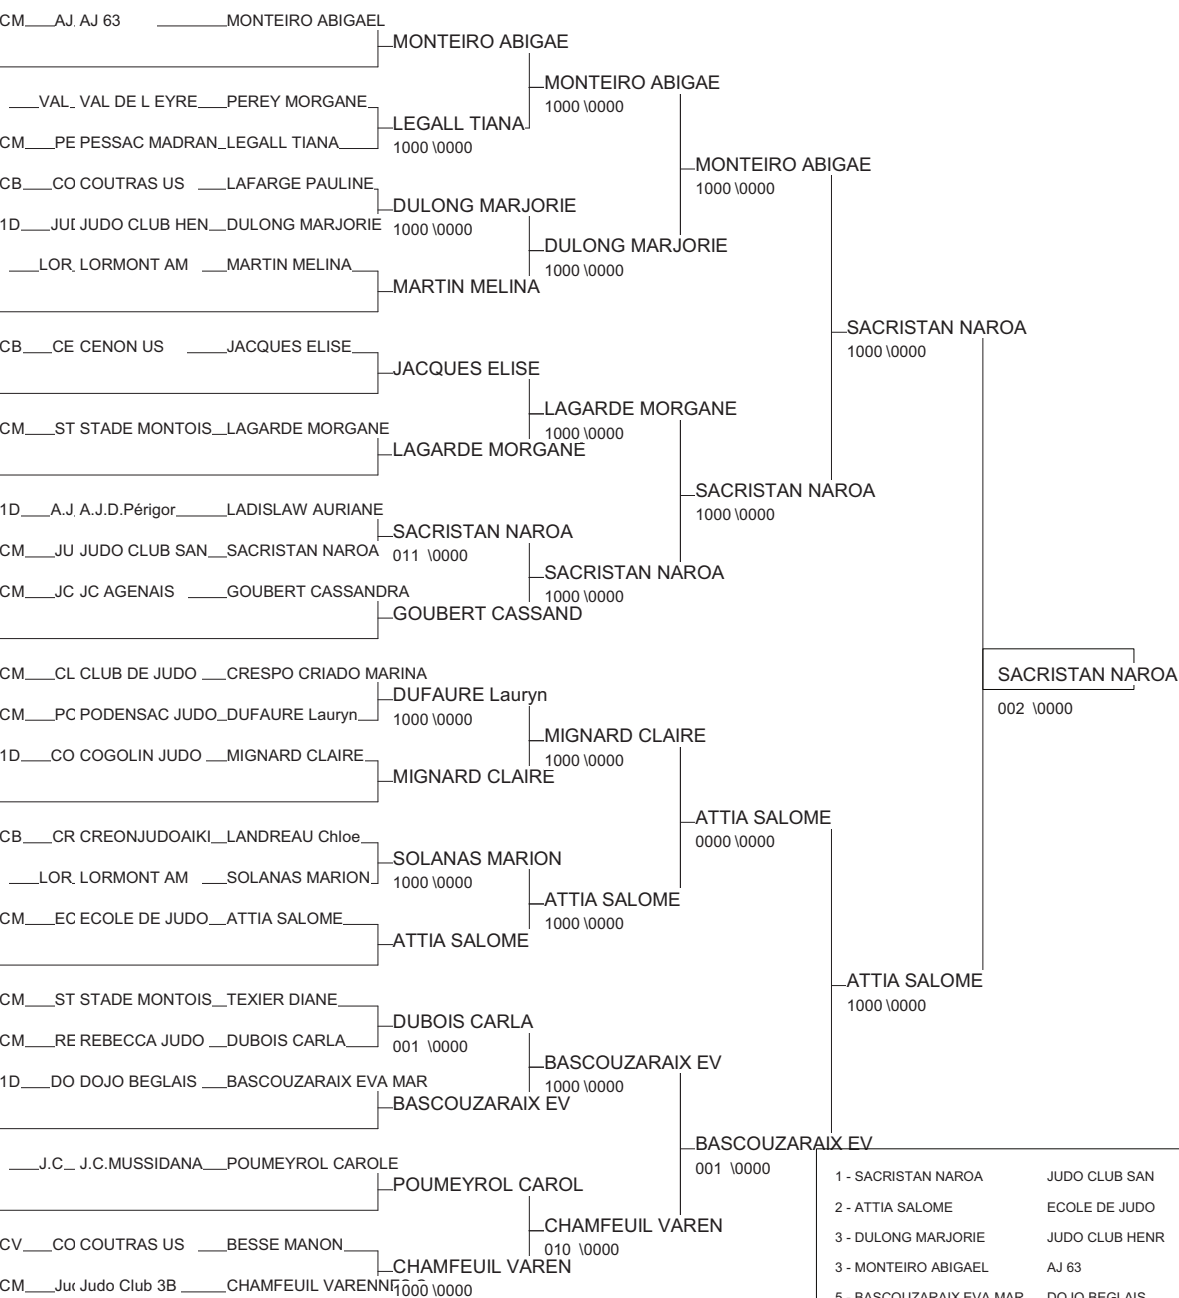 CM AJ AJ 63 MONTEIRO ABIGAEL
MONTEIRO ABIGAE
MONTEIRO ABIGAE
1000 \0000
VAL VAL DE L EYRE PEREY MORGANE
LEGALL TIANA
1000 \0000
CM PE PESSAC MADRAN LEGALL TIANA
MONTEIRO ABIGAE
1000 \0000
CB CO COUTRAS US LAFARGE PAULINE
DULONG MARJORIE
1000 \0000
1D JUD JUDO CLUB HEN DULONG MARJORIE
DULONG MARJORIE
1000 \0000
LOR LORMONT AM MARTIN MELINA
MARTIN MELINA
SACRISTAN NAROA
1000 \0000
CB CE CENON US JACQUES ELISE
JACQUES ELISE
LAGARDE MORGANE
1000 \0000
CM ST STADE MONTOIS LAGARDE MORGANE
LAGARDE MORGANE
SACRISTAN NAROA
1000 \0000
1D A.J A.J.D.Périgor LADISLAW AURIANE
SACRISTAN NAROA
011 \0000
CM JU JUDO CLUB SAN SACRISTAN NAROA
SACRISTAN NAROA
1000 \0000
CM JC JC AGENAIS GOUBERT CASSANDRA
GOUBERT CASSAND
SACRISTAN NAROA
002 \0000
CM CL CLUB DE JUDO CRESPO CRIADO MARINA
DUFAURE Lauryn
1000 \0000
CM PO PODENSAC JUDO DUFAURE Lauryn
MIGNARD CLAIRE
1000 \0000
1D CO COGOLIN JUDO MIGNARD CLAIRE
MIGNARD CLAIRE
ATTIA SALOME
0000 \0000
CB CR CREONJUDOAIKI LANDREAU Chloe
SOLANAS MARION
1000 \0000
LOR LORMONT AM SOLANAS MARION
ATTIA SALOME
1000 \0000
CM EC ECOLE DE JUDO ATTIA SALOME
ATTIA SALOME
ATTIA SALOME
1000 \0000
CM ST STADE MONTOIS TEXIER DIANE
DUBOIS CARLA
001 \0000
CM RE REBECCA JUDO DUBOIS CARLA
BASCOUZARAIX EV
1000 \0000
1D DO DOJO BEGLAIS BASCOUZARAIX EVA MAR
BASCOUZARAIX EV
BASCOUZARAIX EV
001 \0000
J.C J.C.MUSSIDANA POUMEYROL CAROLE
POUMEYROL CAROL
CHAMFEUIL VAREN
010 \0000
CV CO COUTRAS US BESSE MANON
CHAMFEUIL VAREN
1000 \0000
CM Juc Judo Club 3B CHAMFEUIL VARENNES
1 - SACRISTAN NAROA JUDO CLUB SAN
2 - ATTIA SALOME ECOLE DE JUDO
3 - DULONG MARJORIE JUDO CLUB HENR
3 - MONTEIRO ABIGAEL AJ 63
5 - BASCOUZARAIX EVA MAR DOJO BEGLAIS